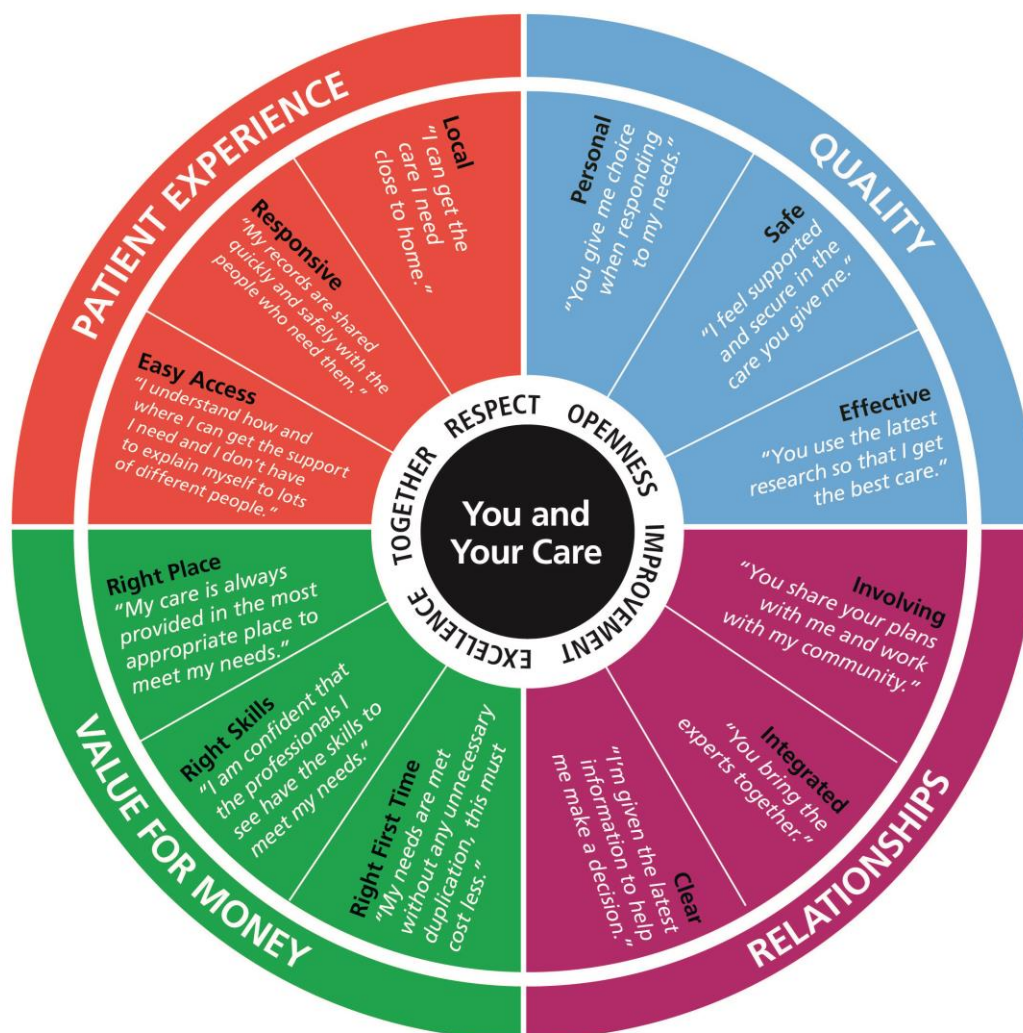 PATIENT EXPERIENCE
Local
“I can get the
care I need
close to home.”
Responsive
“My records are shared
quickly and safely with the
people who need them.”
Easy Access
“I understand how and
where I can get the support
I need and I don’t have
to explain myself to lots
of different people.”
QUALITY
Personal
“You give me choice
when responding
to my needs.”
Safe
“I feel supported
and secure in the
care you give me.”
Effective
“You use the latest
research so that I get
the best care.”
RELATIONSHIPS
Involving
“You share your plans
with me and work
with my community.”
Integrated
“You bring the
experts together.”
Clear
“I’m given the latest
information to help
me make a decision.”
VALUE FOR MONEY
Right Place
“My care is always
provided in the most
appropriate place to
meet my needs.”
Right Skills
“I am confident that
the professionals I
see have the skills to
meet my needs.”
Right First Time
“My needs are met
without any unnecessary
duplication, this must
cost less.”
TOGETHER RESPECT OPENNESS IMPROVEMENT EXCELLENCE
You and
Your Care